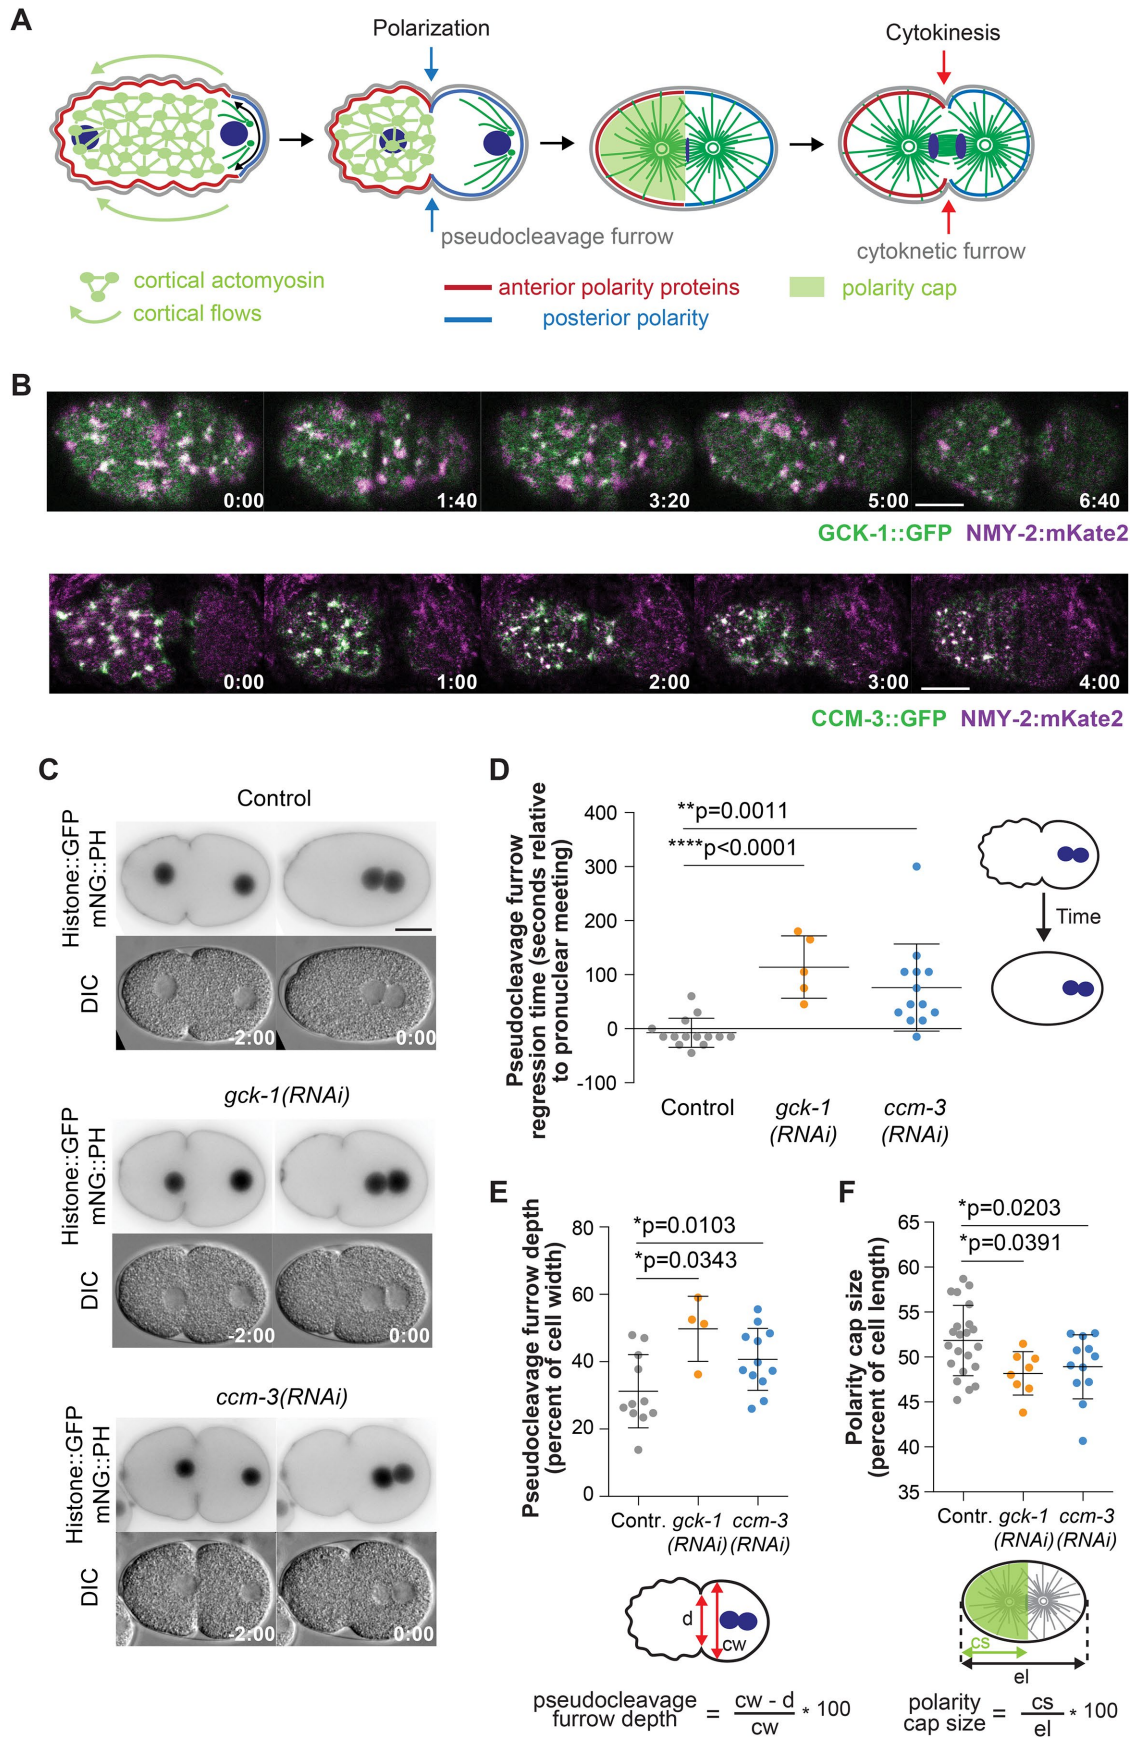 A
Polarization
Cytokinesis
pseudocleavage furrow
cytoknetic furrow
cortical actomyosin
cortical flows
anterior polarity proteins
posterior polarity
polarity cap
B
0:00
1:40
3:20
5:00
6:40
GCK-1::GFP NMY-2:mKate2
0:00
1:00
2:00
3:00
4:00
CCM-3::GFP NMY-2:mKate2
C
Control
Histone::GFP
mNG::PH
DIC
-2:00
0:00
gck-1(RNAi)
Histone::GFP
mNG::PH
DIC
-2:00
0:00
ccm-3(RNAi)
Histone::GFP
mNG::PH
DIC
-2:00
0:00
D
Pseudocleavage furrow
regression time (seconds relative
to pronuclear meeting)
400
300
200
100
0
-100
**p=0.0011
****p<0.0001
Control
gck-1
(RNAi)
ccm-3
(RNAi)
Time
E
Pseudocleavage furrow depth
(percent of cell width)
80
60
40
20
0
*p=0.0103
*p=0.0343
Contr.
gck-1
(RNAi)
ccm-3
(RNAi)
d
cw
pseudocleavage
furrow depth
= cw - d
cw
* 100
F
Polarity cap size
(percent of cell length)
65
60
55
50
45
40
35
*p=0.0203
*p=0.0391
Contr.
gck-1
(RNAi)
ccm-3
(RNAi)
cs
el
polarity
cap size
= cs
el
* 100